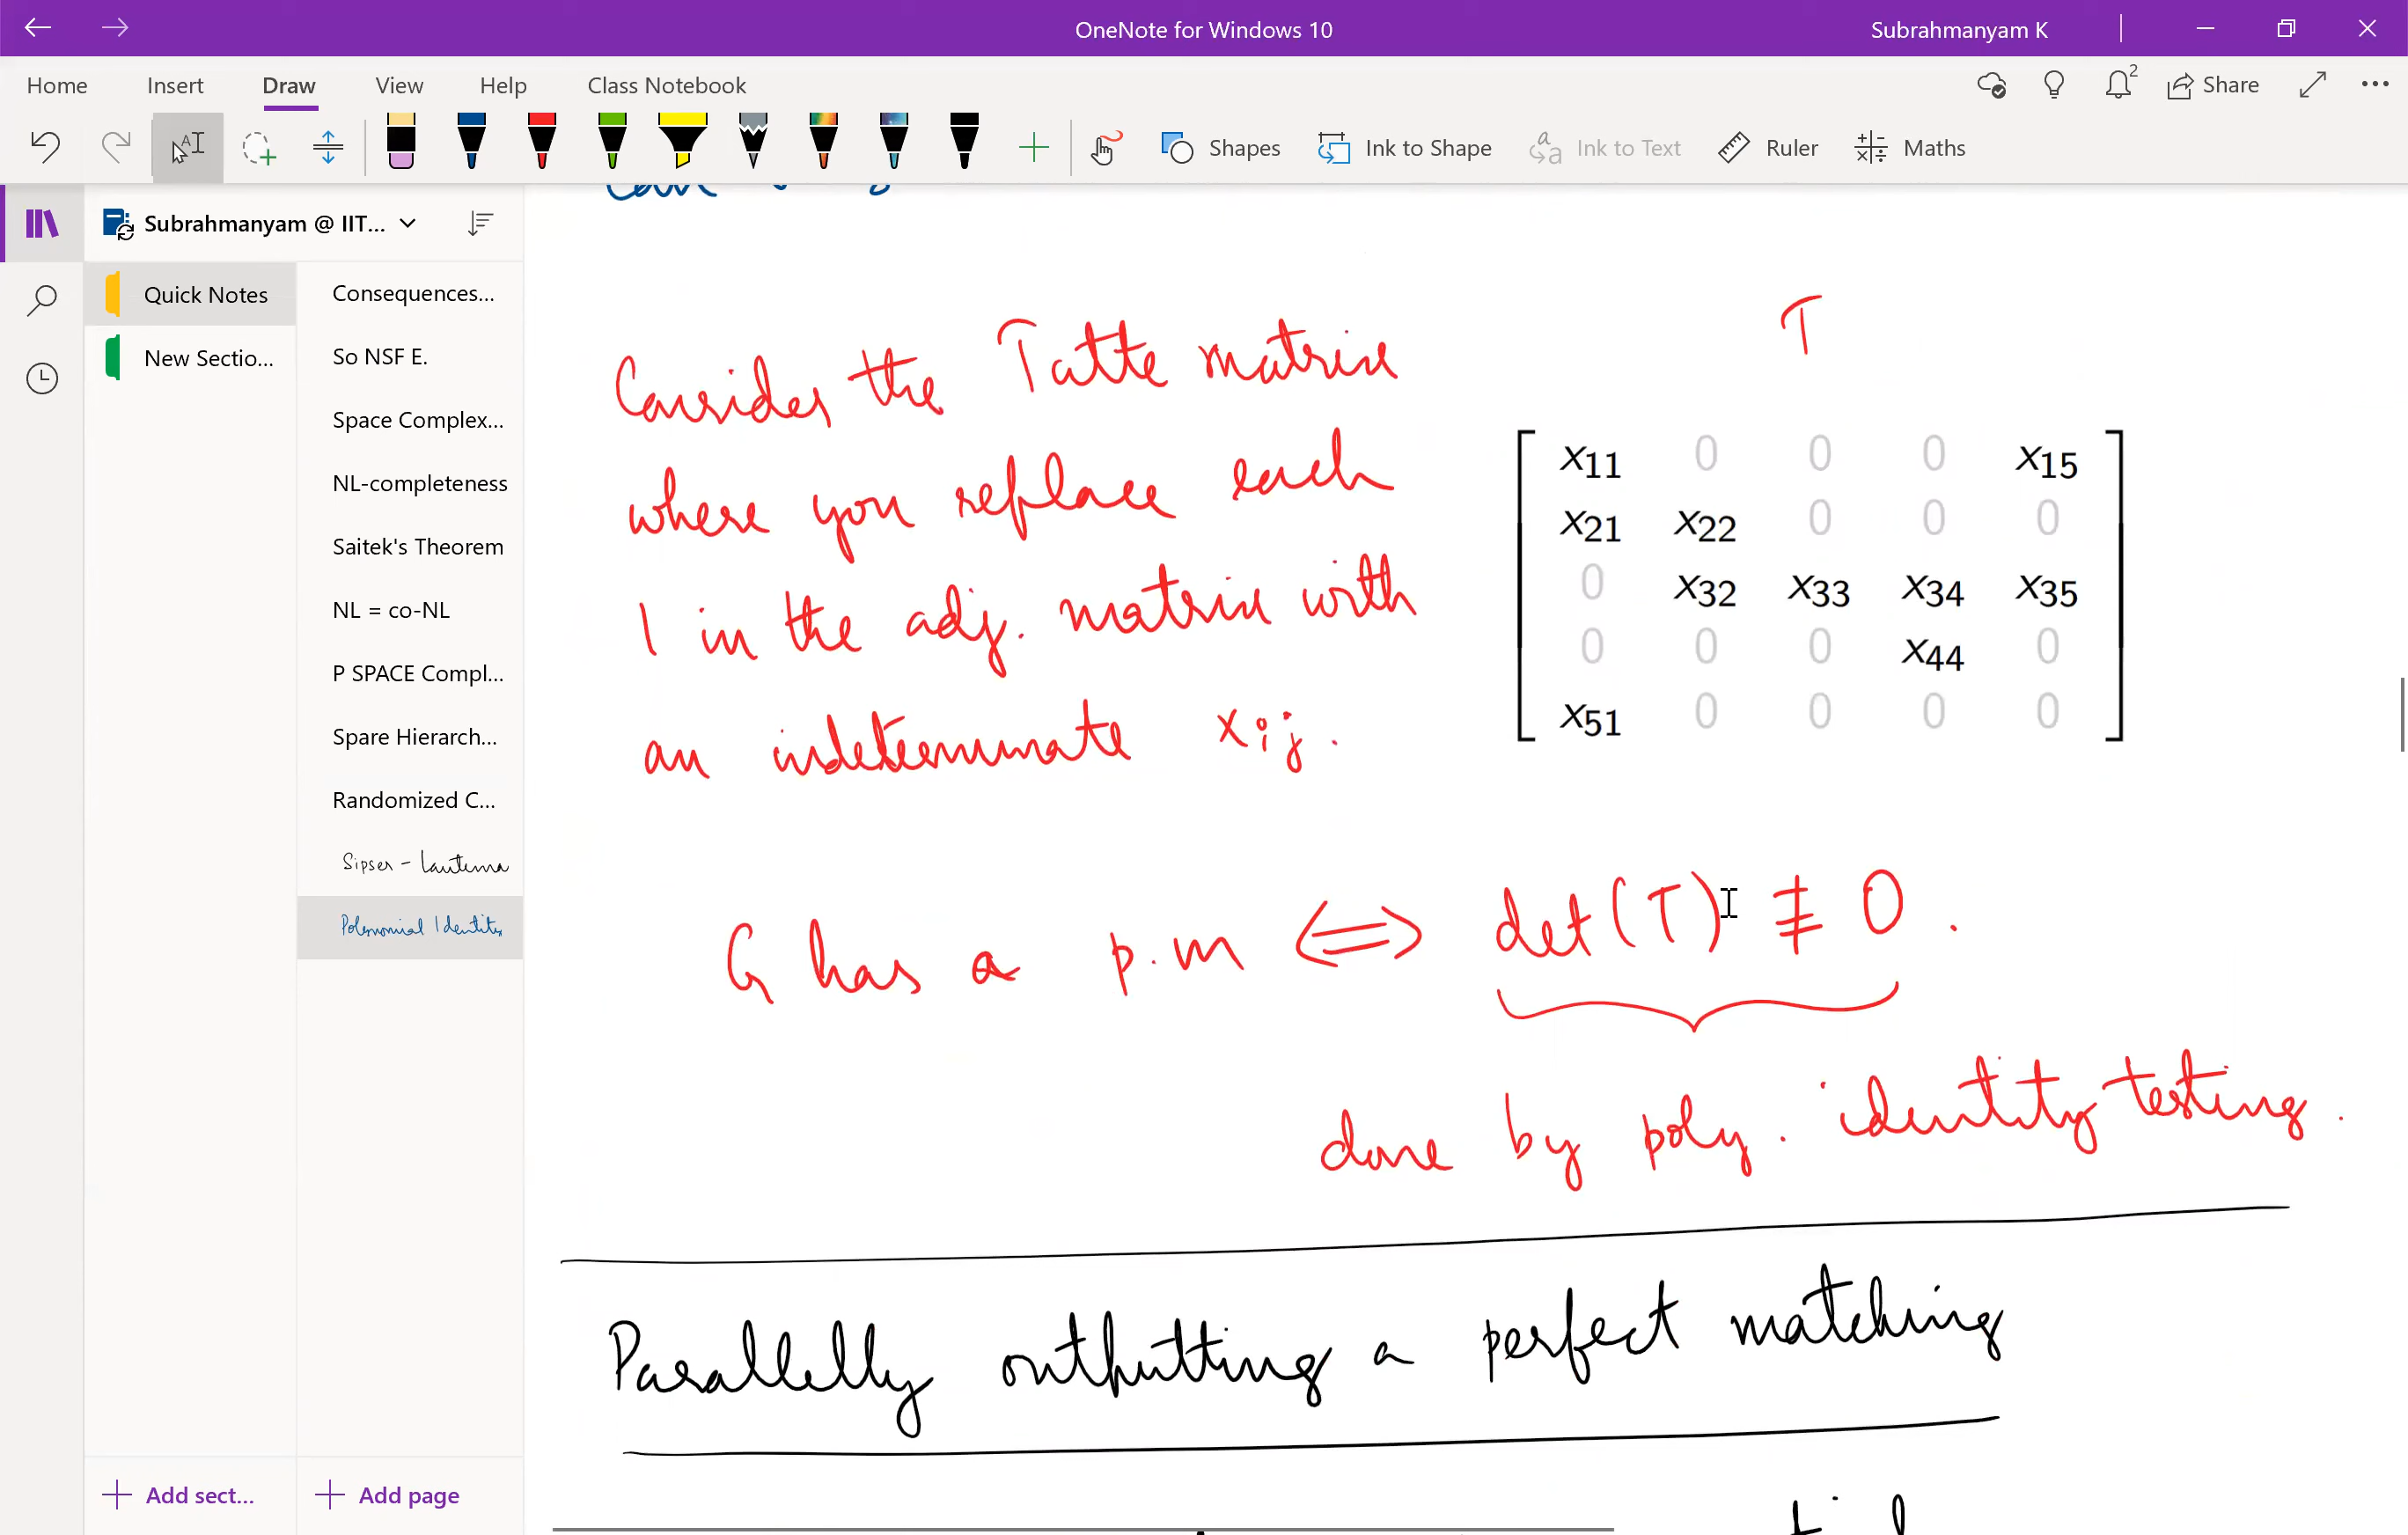 OneNote for Windows 10
Subrahmanyam K
Home Insert Draw View Help Class Notebook
2
Share
Shapes Ink to Shape Ink to Text Ruler Maths
Subrahmanyam @ IIT...
Quick Notes
New Sectio...
Consequences...
So NSF E.
Space Complex...
NL-completeness
Saitek's Theorem
NL = co-NL
P SPACE Compl...
Spare Hierarch...
Randomized C...
Sipser - Lautema
Polynomial Identity
Add sect...
Add page
Consider the Tutte matrix
where you replace each
1 in the adj. matrix with
an indeterminate xij.
T
x11 0 0 0 x15
x21 x22 0 0 0
0 x32 x33 x34 x35
0 0 0 x44 0
x51 0 0 0 0
G has a p.m ⇔ det(T) ≢ 0.
done by poly. identity testing.
Parallelly outputting a perfect matching